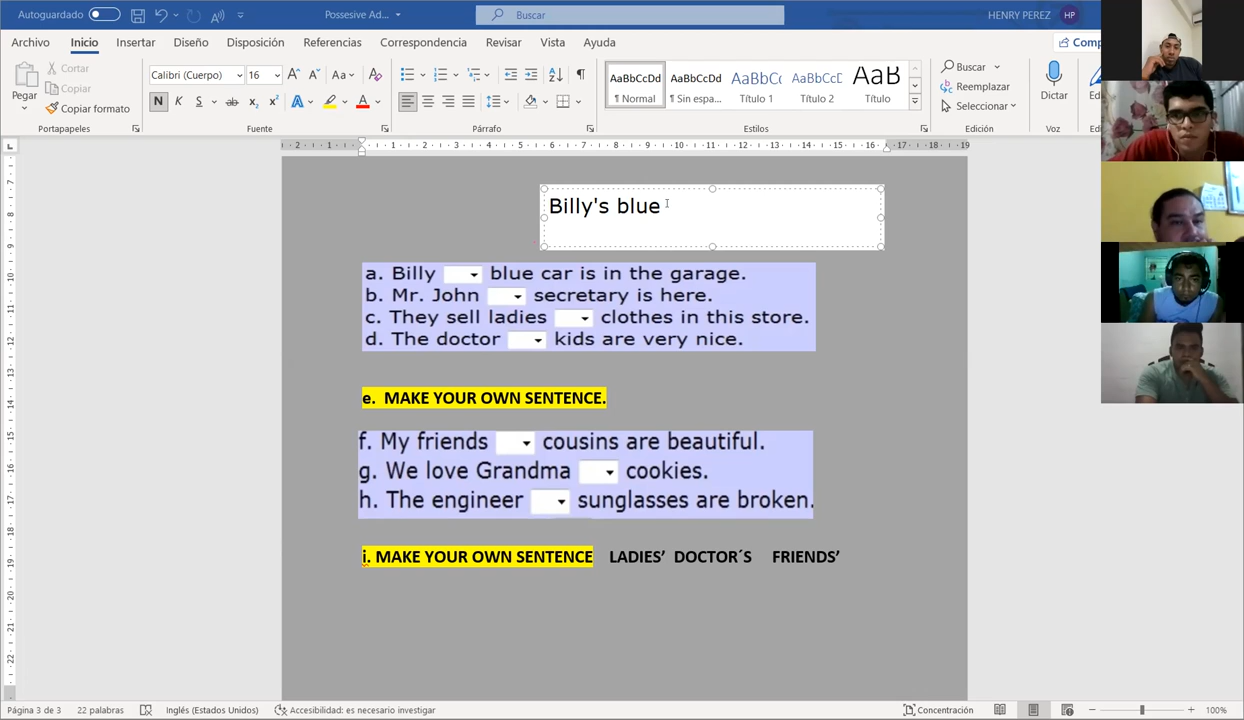 Autoguardado
Possesive Ad...
Buscar
HENRY PEREZ
HP
Archivo
Inicio
Insertar
Diseño
Disposición
Referencias
Correspondencia
Revisar
Vista
Ayuda
Pegar
Cortar
Copiar
Copiar formato
Portapapeles
Calibri (Cuerpo)
16
Fuente
Párrafo
AaBbCcDd
¶ Normal
AaBbCcDd
¶ Sin espa...
AaBbC
Título 1
AaBbCcD
Título 2
AaB
Título
Estilos
Buscar
Reemplazar
Seleccionar
Edición
Dictar
Voz
Billy's blue
a. Billy blue car is in the garage.
b. Mr. John secretary is here.
c. They sell ladies clothes in this store.
d. The doctor kids are very nice.
e. MAKE YOUR OWN SENTENCE.
f. My friends cousins are beautiful.
g. We love Grandma cookies.
h. The engineer sunglasses are broken.
i. MAKE YOUR OWN SENTENCE LADIES’ DOCTOR´S FRIENDS’
Página 3 de 3
22 palabras
Inglés (Estados Unidos)
Accesibilidad: es necesario investigar
Concentración
100%